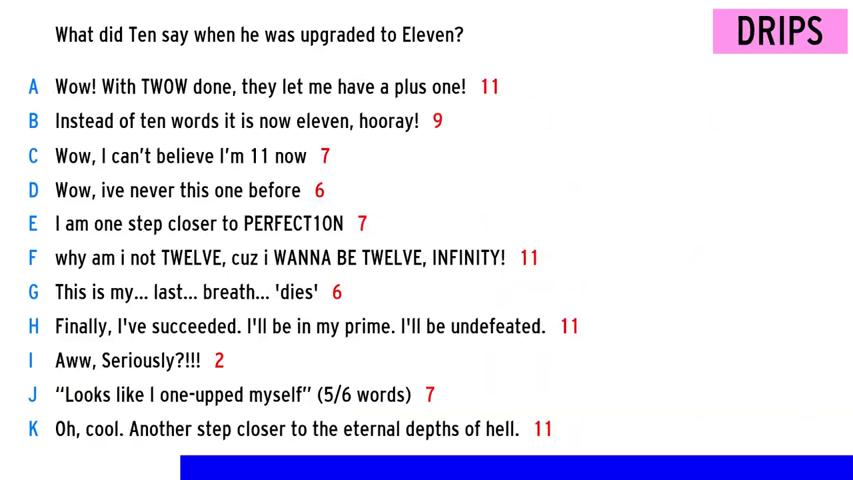 What did Ten say when he was upgraded to Eleven?
DRIPS
A Wow! With TWOW done, they let me have a plus one! 11
B Instead of ten words it is now eleven, hooray! 9
C Wow, I can't believe I'm 11 now 7
D Wow, ive never this one before 6
E I am one step closer to PERFECT1ON 7
F why am i not TWELVE, cuz i WANNA BE TWELVE, INFINITY! 11
G This is my... last... breath... 'dies' 6
H Finally, I've succeeded. I'll be in my prime. I'll be undefeated. 11
I Aww, Seriously?!!! 2
J “Looks like I one-upped myself” (5/6 words) 7
K Oh, cool. Another step closer to the eternal depths of hell. 11